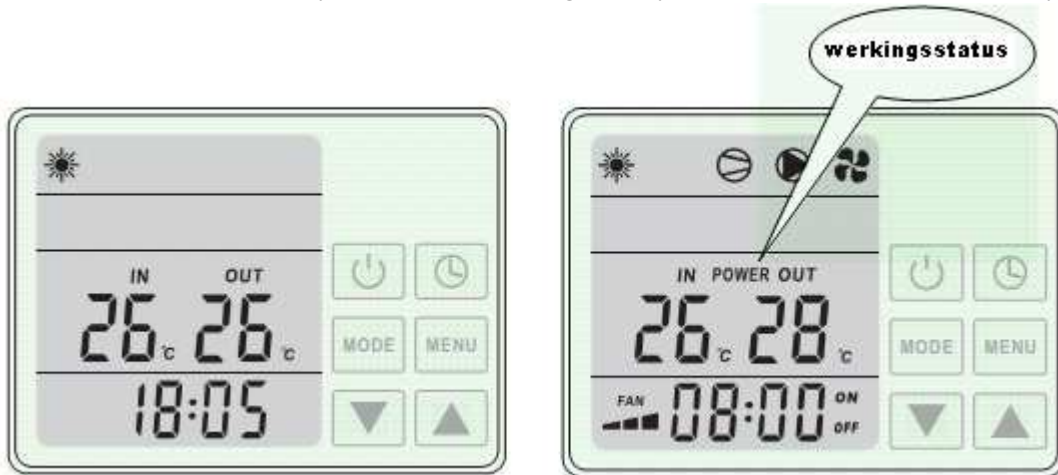 werkingsstatus
IN OUT
26 °C 26 °C
18:05
MODE MENU
IN POWER OUT
26 °C 28 °C
FAN 08:00 ON
OFF
MODE MENU